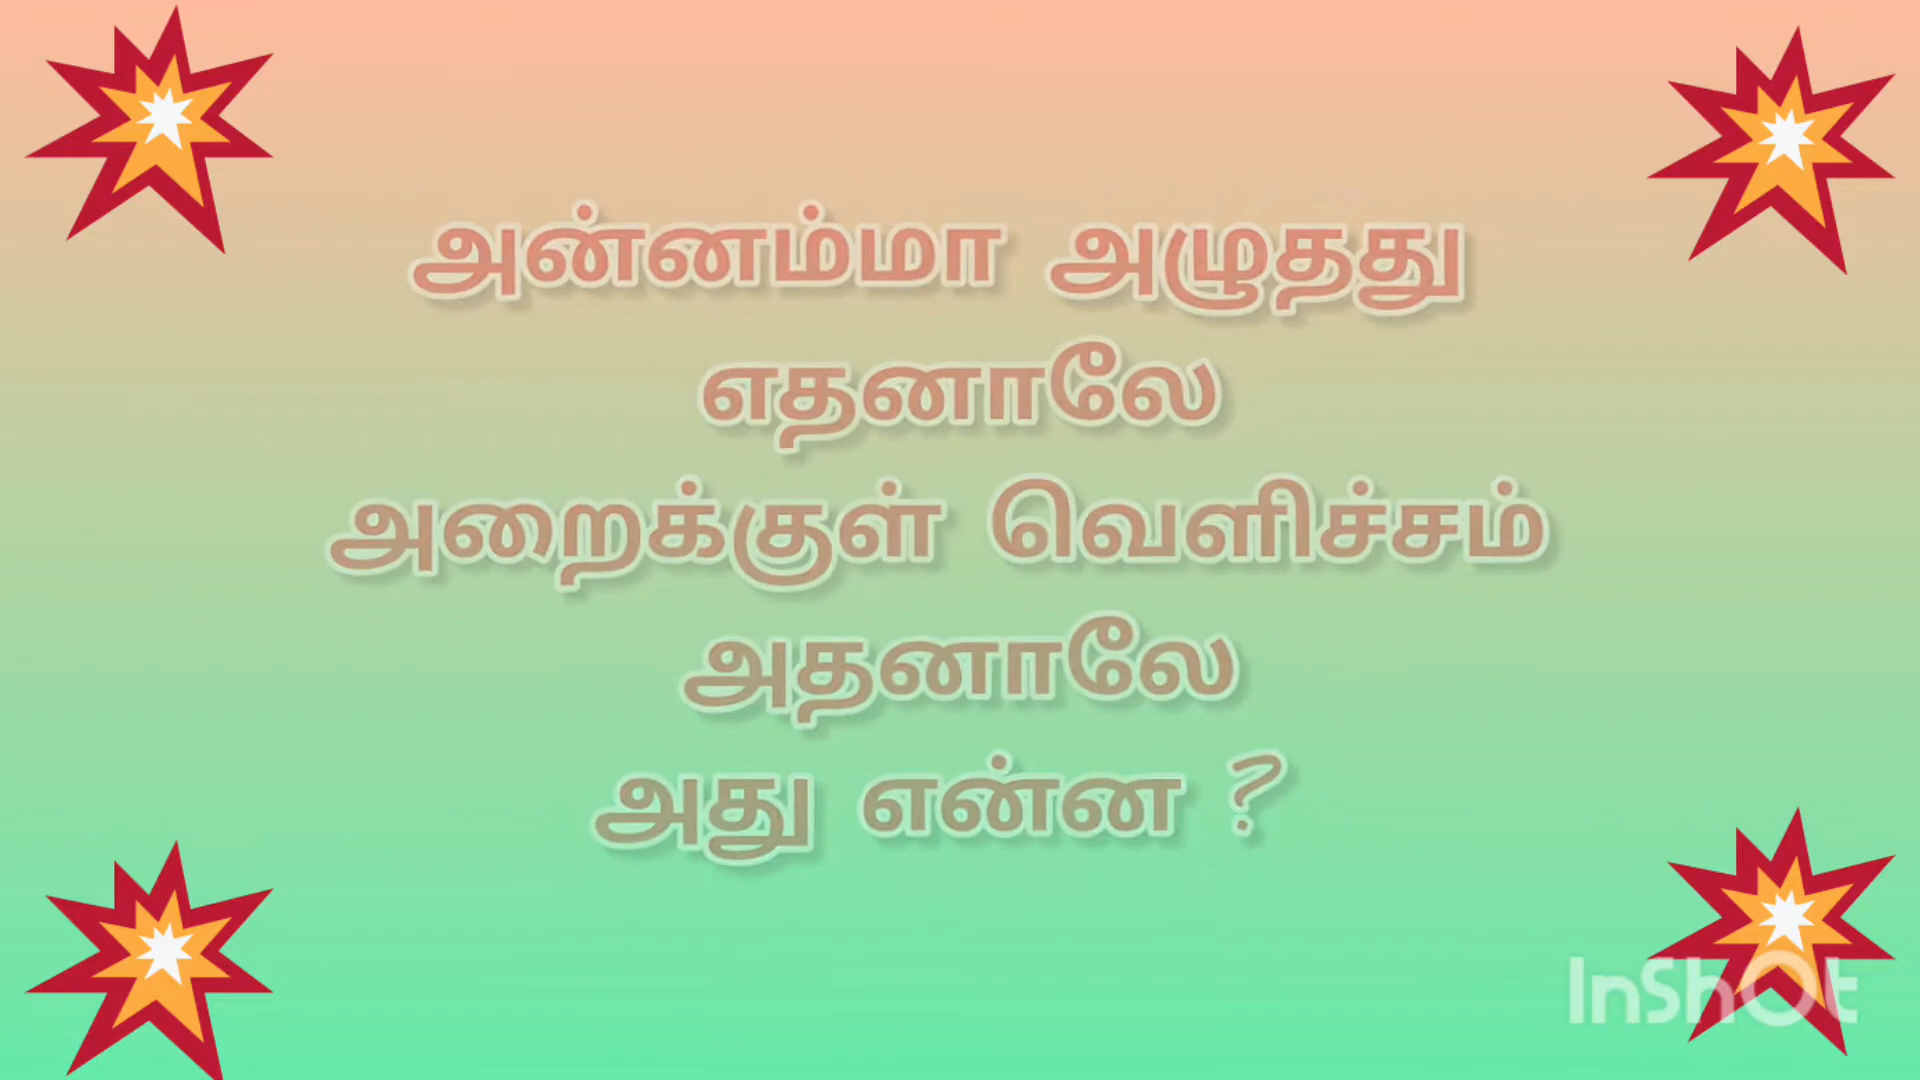 அன்னம்மா அழுதது
எதனாலே
அறைக்குள் வெளிச்சம்
அதனாலே
அது என்ன ?
InShOt